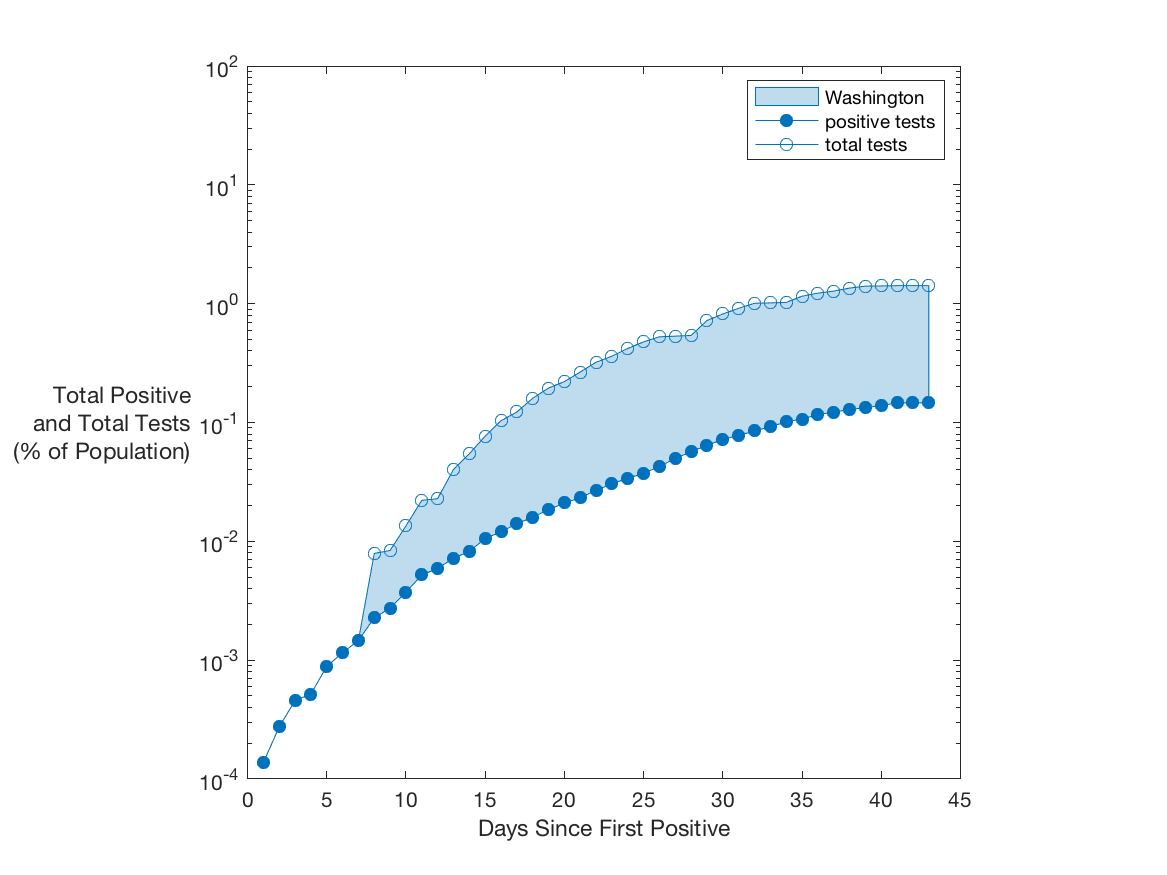 10^2
10^1
10^0
10^-1
10^-2
10^-3
10^-4
Total Positive
and Total Tests
(% of Population)
Washington
positive tests
total tests
0 5 10 15 20 25 30 35 40 45
Days Since First Positive